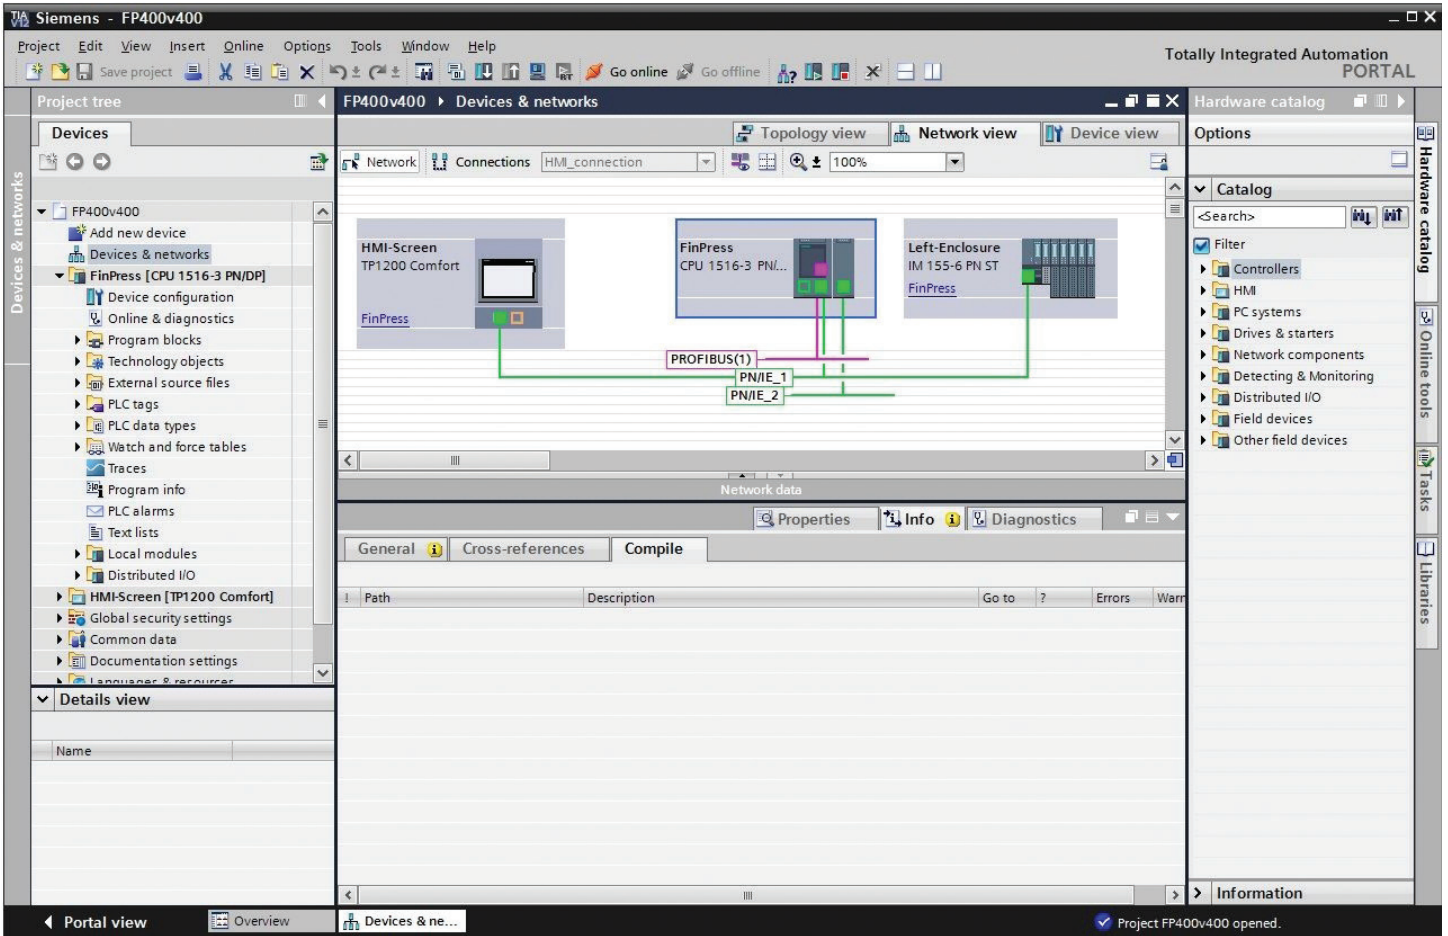 TIA V12 Siemens - FP400v400
Project Edit View Insert Online Options Tools Window Help
Totally Integrated Automation
PORTAL
Save project Go online Go offline
Project tree
FP400v400 Devices & networks
Hardware catalog
Devices
Topology view Network view Device view
Options
Network Connections HMI_connection 100%
Devices & networks
FP400v400
Add new device
Devices & networks
FinPress [CPU 1516-3 PN/DP]
Device configuration
Online & diagnostics
Program blocks
Technology objects
External source files
PLC tags
PLC data types
Watch and force tables
Traces
Program info
PLC alarms
Text lists
Local modules
Distributed I/O
HMI-Screen [TP1200 Comfort]
Global security settings
Common data
Documentation settings
Languages & resources
Details view
Name
HMI-Screen
TP1200 Comfort
FinPress
FinPress
CPU 1516-3 PN/...
Left-Enclosure
IM 155-6 PN ST
FinPress
PROFIBUS(1)
PN/IE_1
PN/IE_2
Network data
Properties Info Diagnostics
General Cross-references Compile
! Path Description Go to ? Errors Warn
Catalog
<Search>
Filter
Controllers
HMI
PC systems
Drives & starters
Network components
Detecting & Monitoring
Distributed I/O
Field devices
Other field devices
Information
Hardware catalog
Online tools
Tasks
Libraries
Portal view Overview Devices & ne...
Project FP400v400 opened.